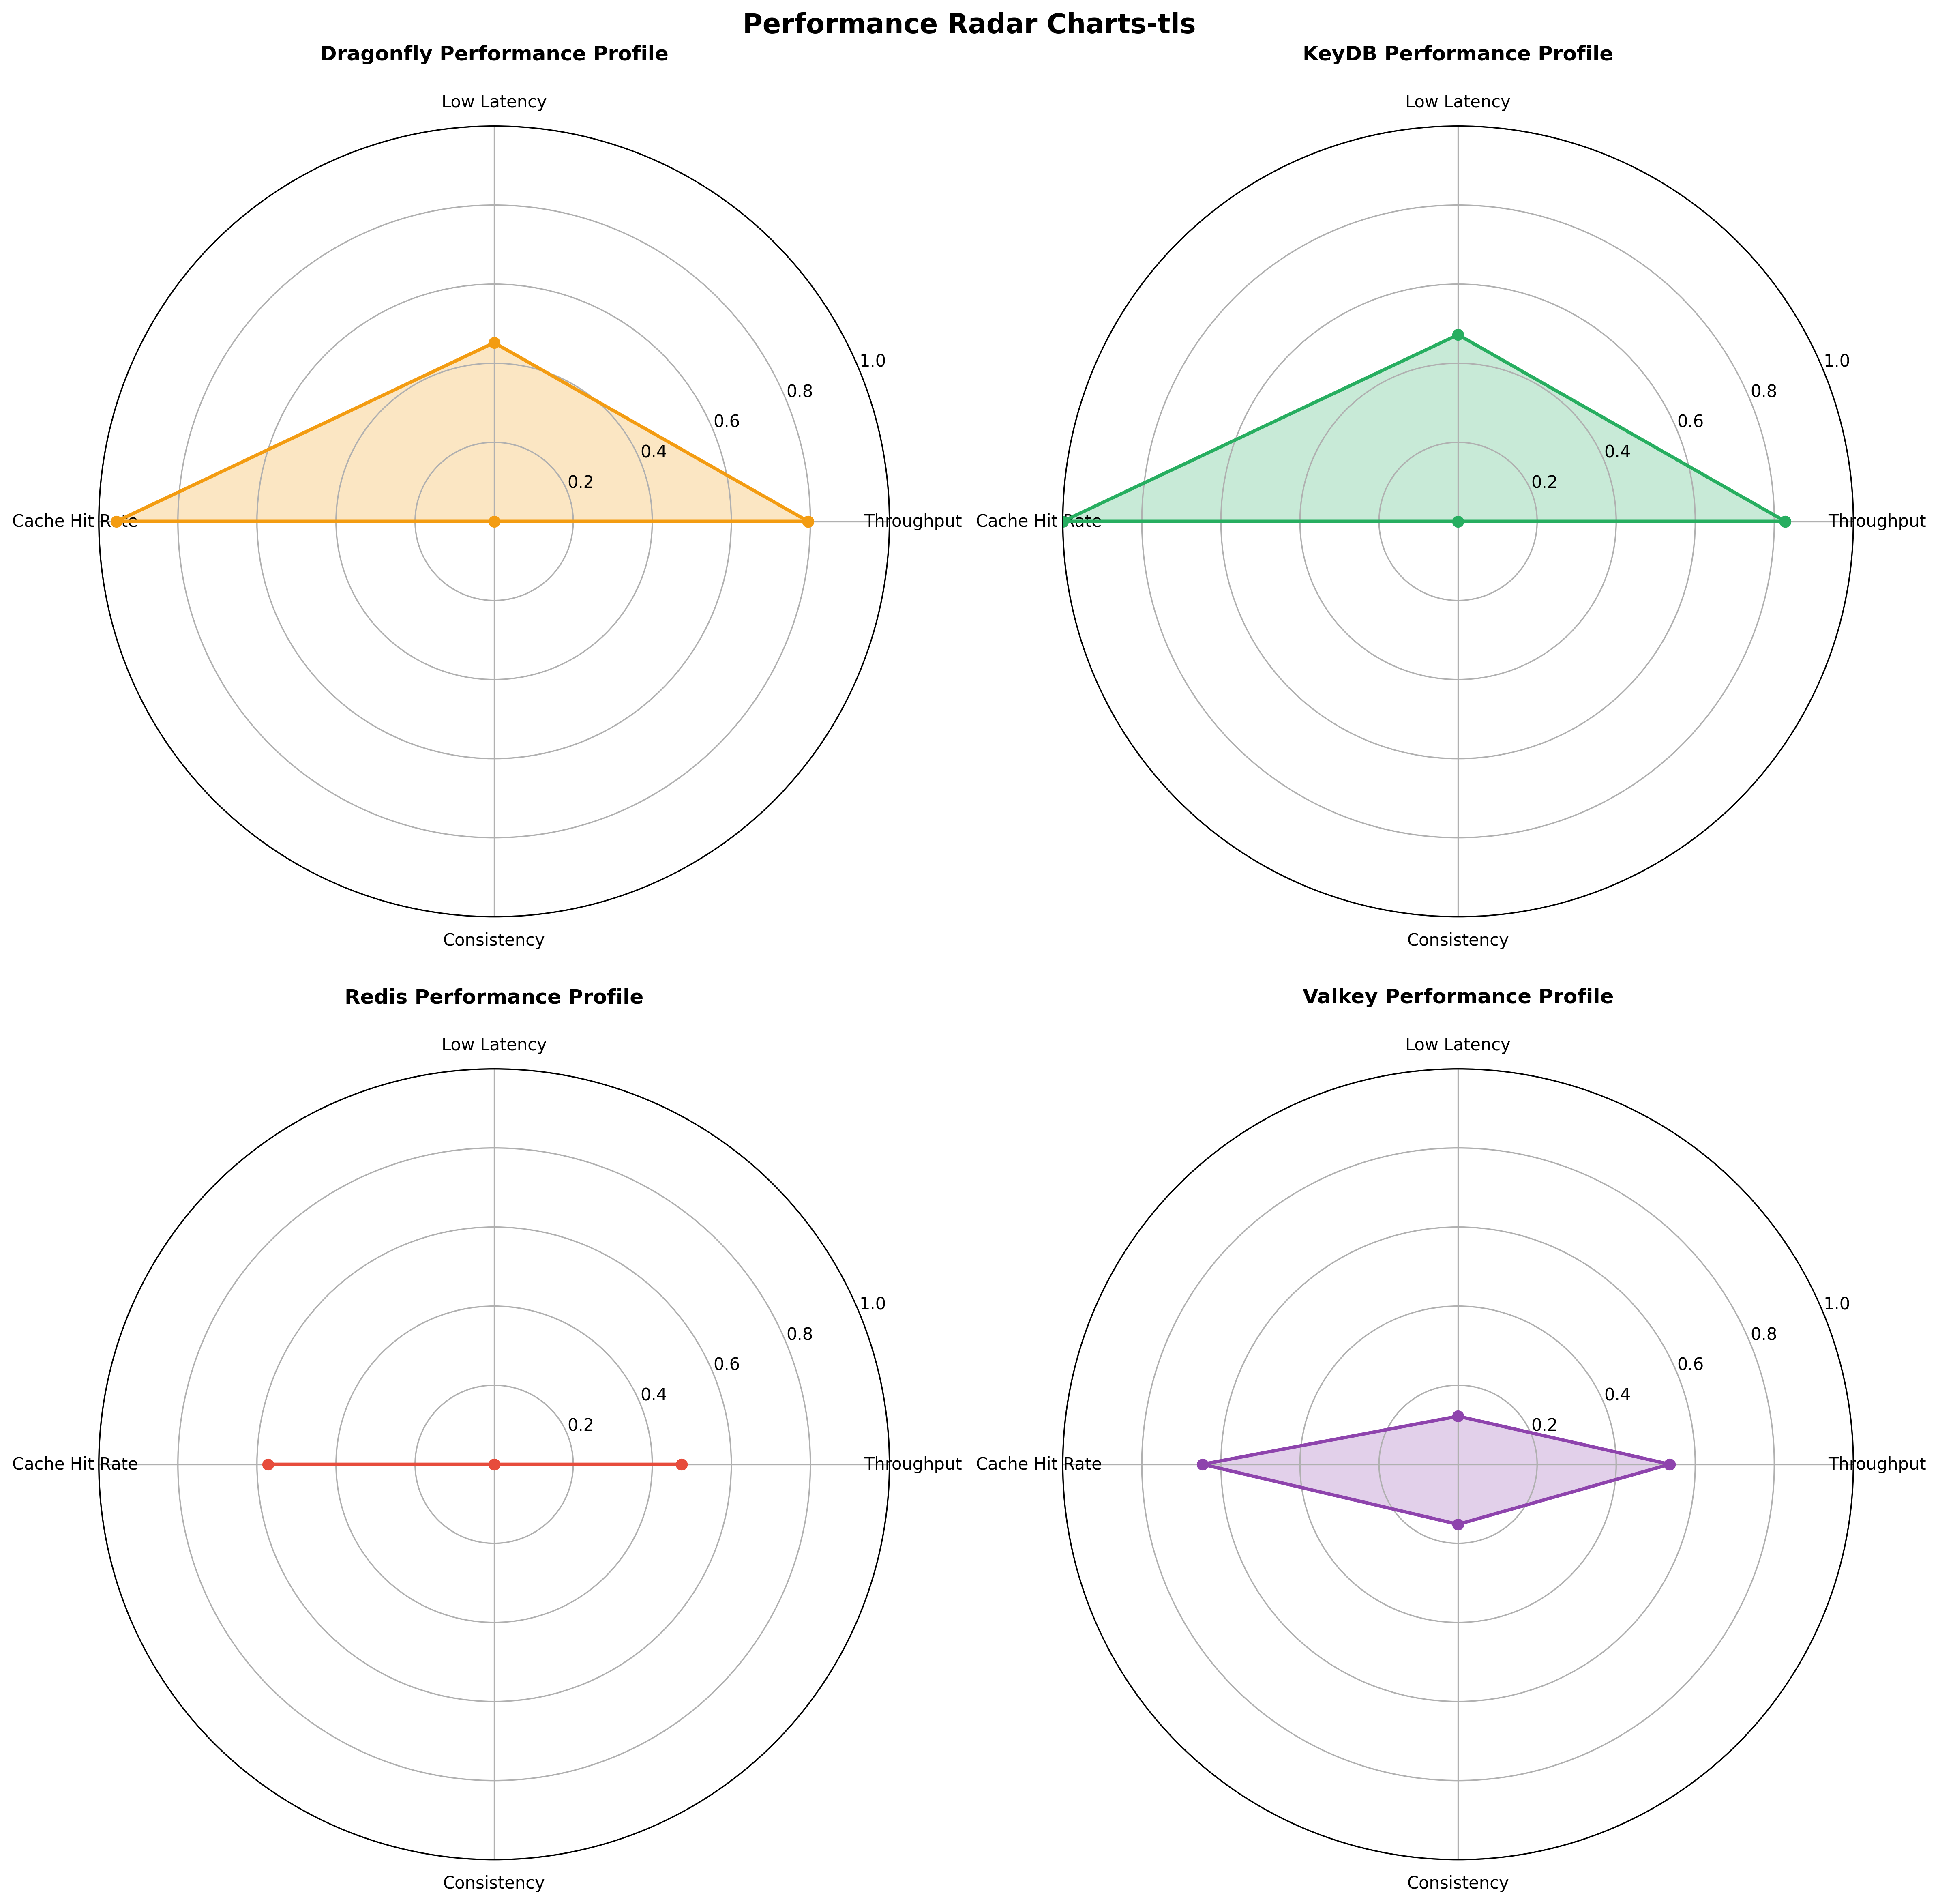 Performance Radar Charts-tls
Dragonfly Performance Profile
Low Latency
1.0
0.8
0.6
0.4
0.2
Cache Hit Rate
Throughput
Consistency
KeyDB Performance Profile
Low Latency
1.0
0.8
0.6
0.4
0.2
Cache Hit Rate
Throughput
Consistency
Redis Performance Profile
Low Latency
1.0
0.8
0.6
0.4
0.2
Cache Hit Rate
Throughput
Consistency
Valkey Performance Profile
Low Latency
1.0
0.8
0.6
0.4
0.2
Cache Hit Rate
Throughput
Consistency